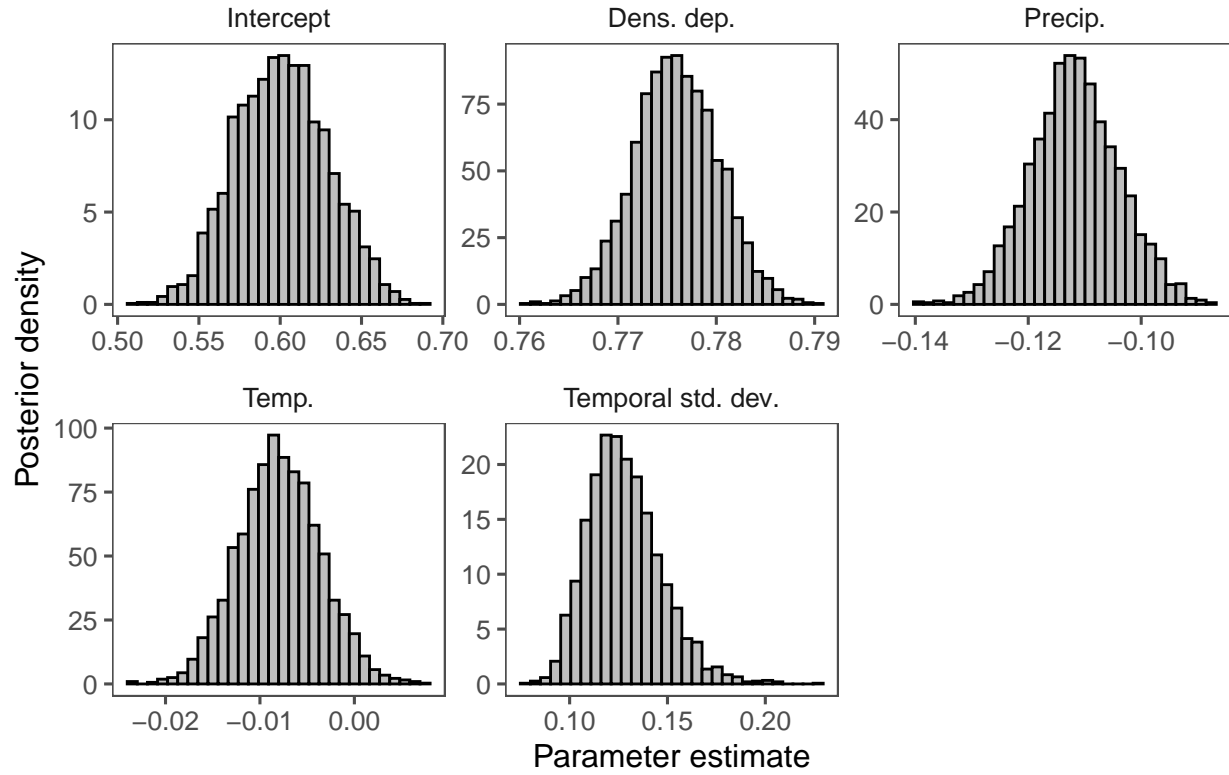 Intercept
Dens. dep.
Precip.
10
5
0
0.50 0.55 0.60 0.65 0.70
75
50
25
0
0.76 0.77 0.78 0.79
40
20
0
−0.14 −0.12 −0.10
Posterior density
Temp.
Temporal std. dev.
100
75
50
25
0
−0.02 −0.01 0.00
20
15
10
5
0
0.10 0.15 0.20
Parameter estimate